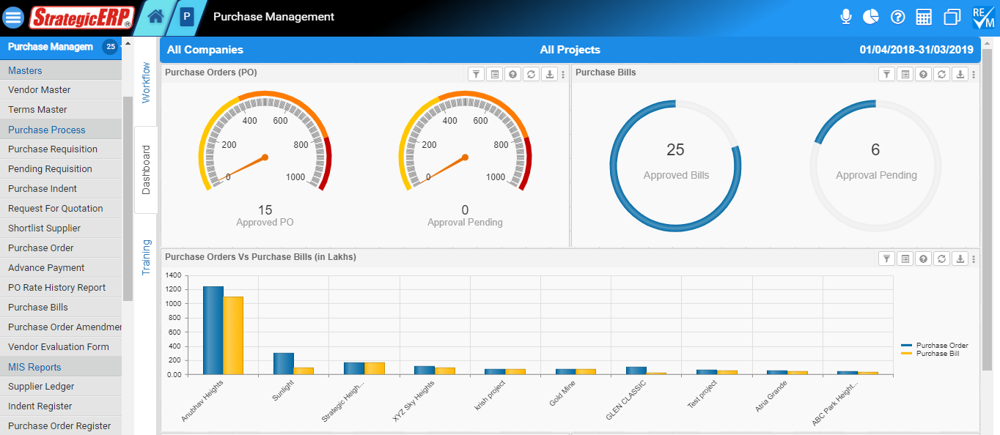 StrategicERP®
P
Purchase Management
RE
M
Purchase Managem 25
Masters
Vendor Master
Terms Master
Purchase Process
Purchase Requisition
Pending Requisition
Purchase Indent
Request For Quotation
Shortlist Supplier
Purchase Order
Advance Payment
PO Rate History Report
Purchase Bills
Purchase Order Amendmen
Vendor Evaluation Form
MIS Reports
Supplier Ledger
Indent Register
Purchase Order Register
Workflow
Dashboard
Training
All Companies All Projects 01/04/2018-31/03/2019
Purchase Orders (PO)
0 200 400 600 800 1000
15
Approved PO
0 200 400 600 800 1000
0
Approval Pending
Purchase Bills
25
Approved Bills
6
Approval Pending
Purchase Orders Vs Purchase Bills (in Lakhs)
1400
1200
1000
800
600
400
200
0.00
Anubhav Heights
Sunlight
Strategic Heigh...
XYZ Sky Heights
krish project
Gold Mine
GLEN CLASSIC
Test project
Atria Grande
ABC Park Height...
Purchase Order
Purchase Bill